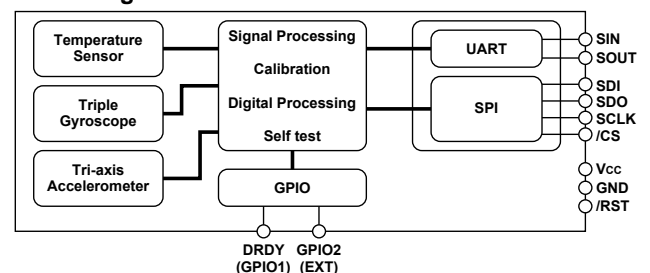 Temperature
Sensor
Triple
Gyroscope
Tri-axis
Accelerometer
Signal Processing
Calibration
Digital Processing
Self test
GPIO
UART
SPI
SIN
SOUT
SDI
SDO
SCLK
/CS
Vcc
GND
/RST
DRDY
(GPIO1)
GPIO2
(EXT)